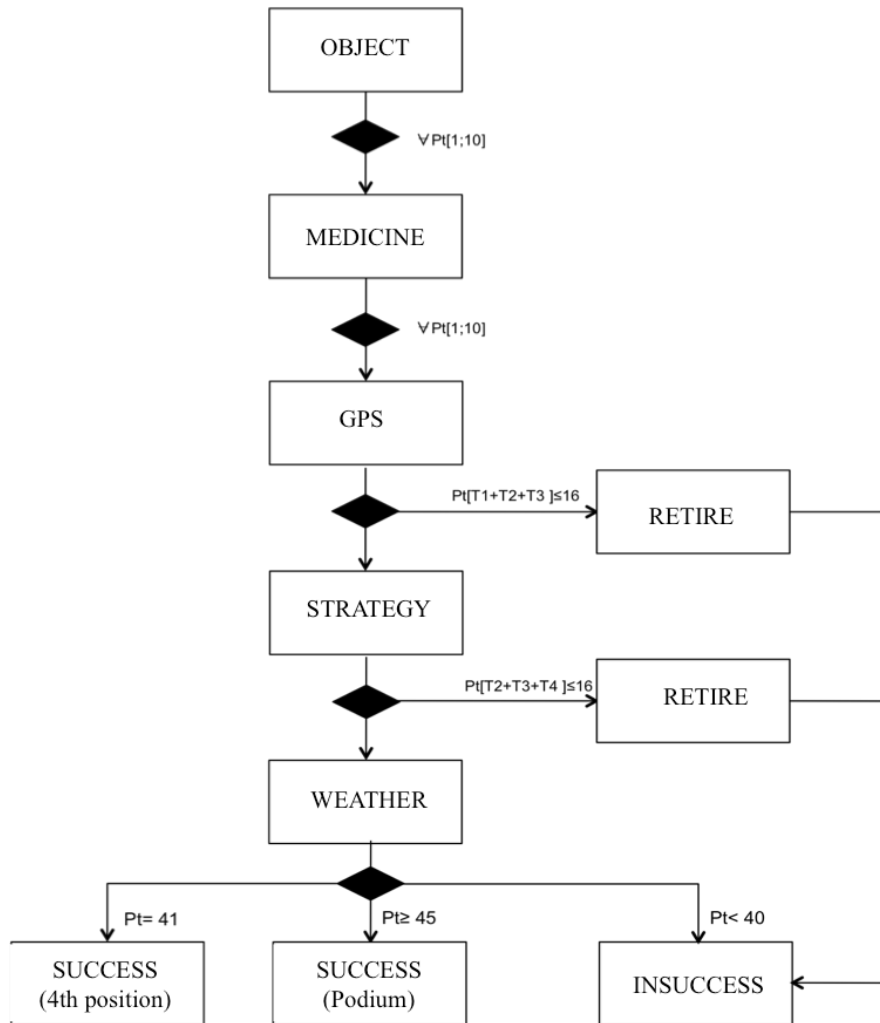 OBJECT
∀ Pt[1;10]
MEDICINE
∀ Pt[1;10]
GPS
Pt[T1+T2+T3 ]≤16
RETIRE
STRATEGY
Pt[T2+T3+T4 ]≤16
RETIRE
WEATHER
Pt= 41
Pt≥ 45
Pt< 40
SUCCESS
(4th position)
SUCCESS
(Podium)
INSUCCESS